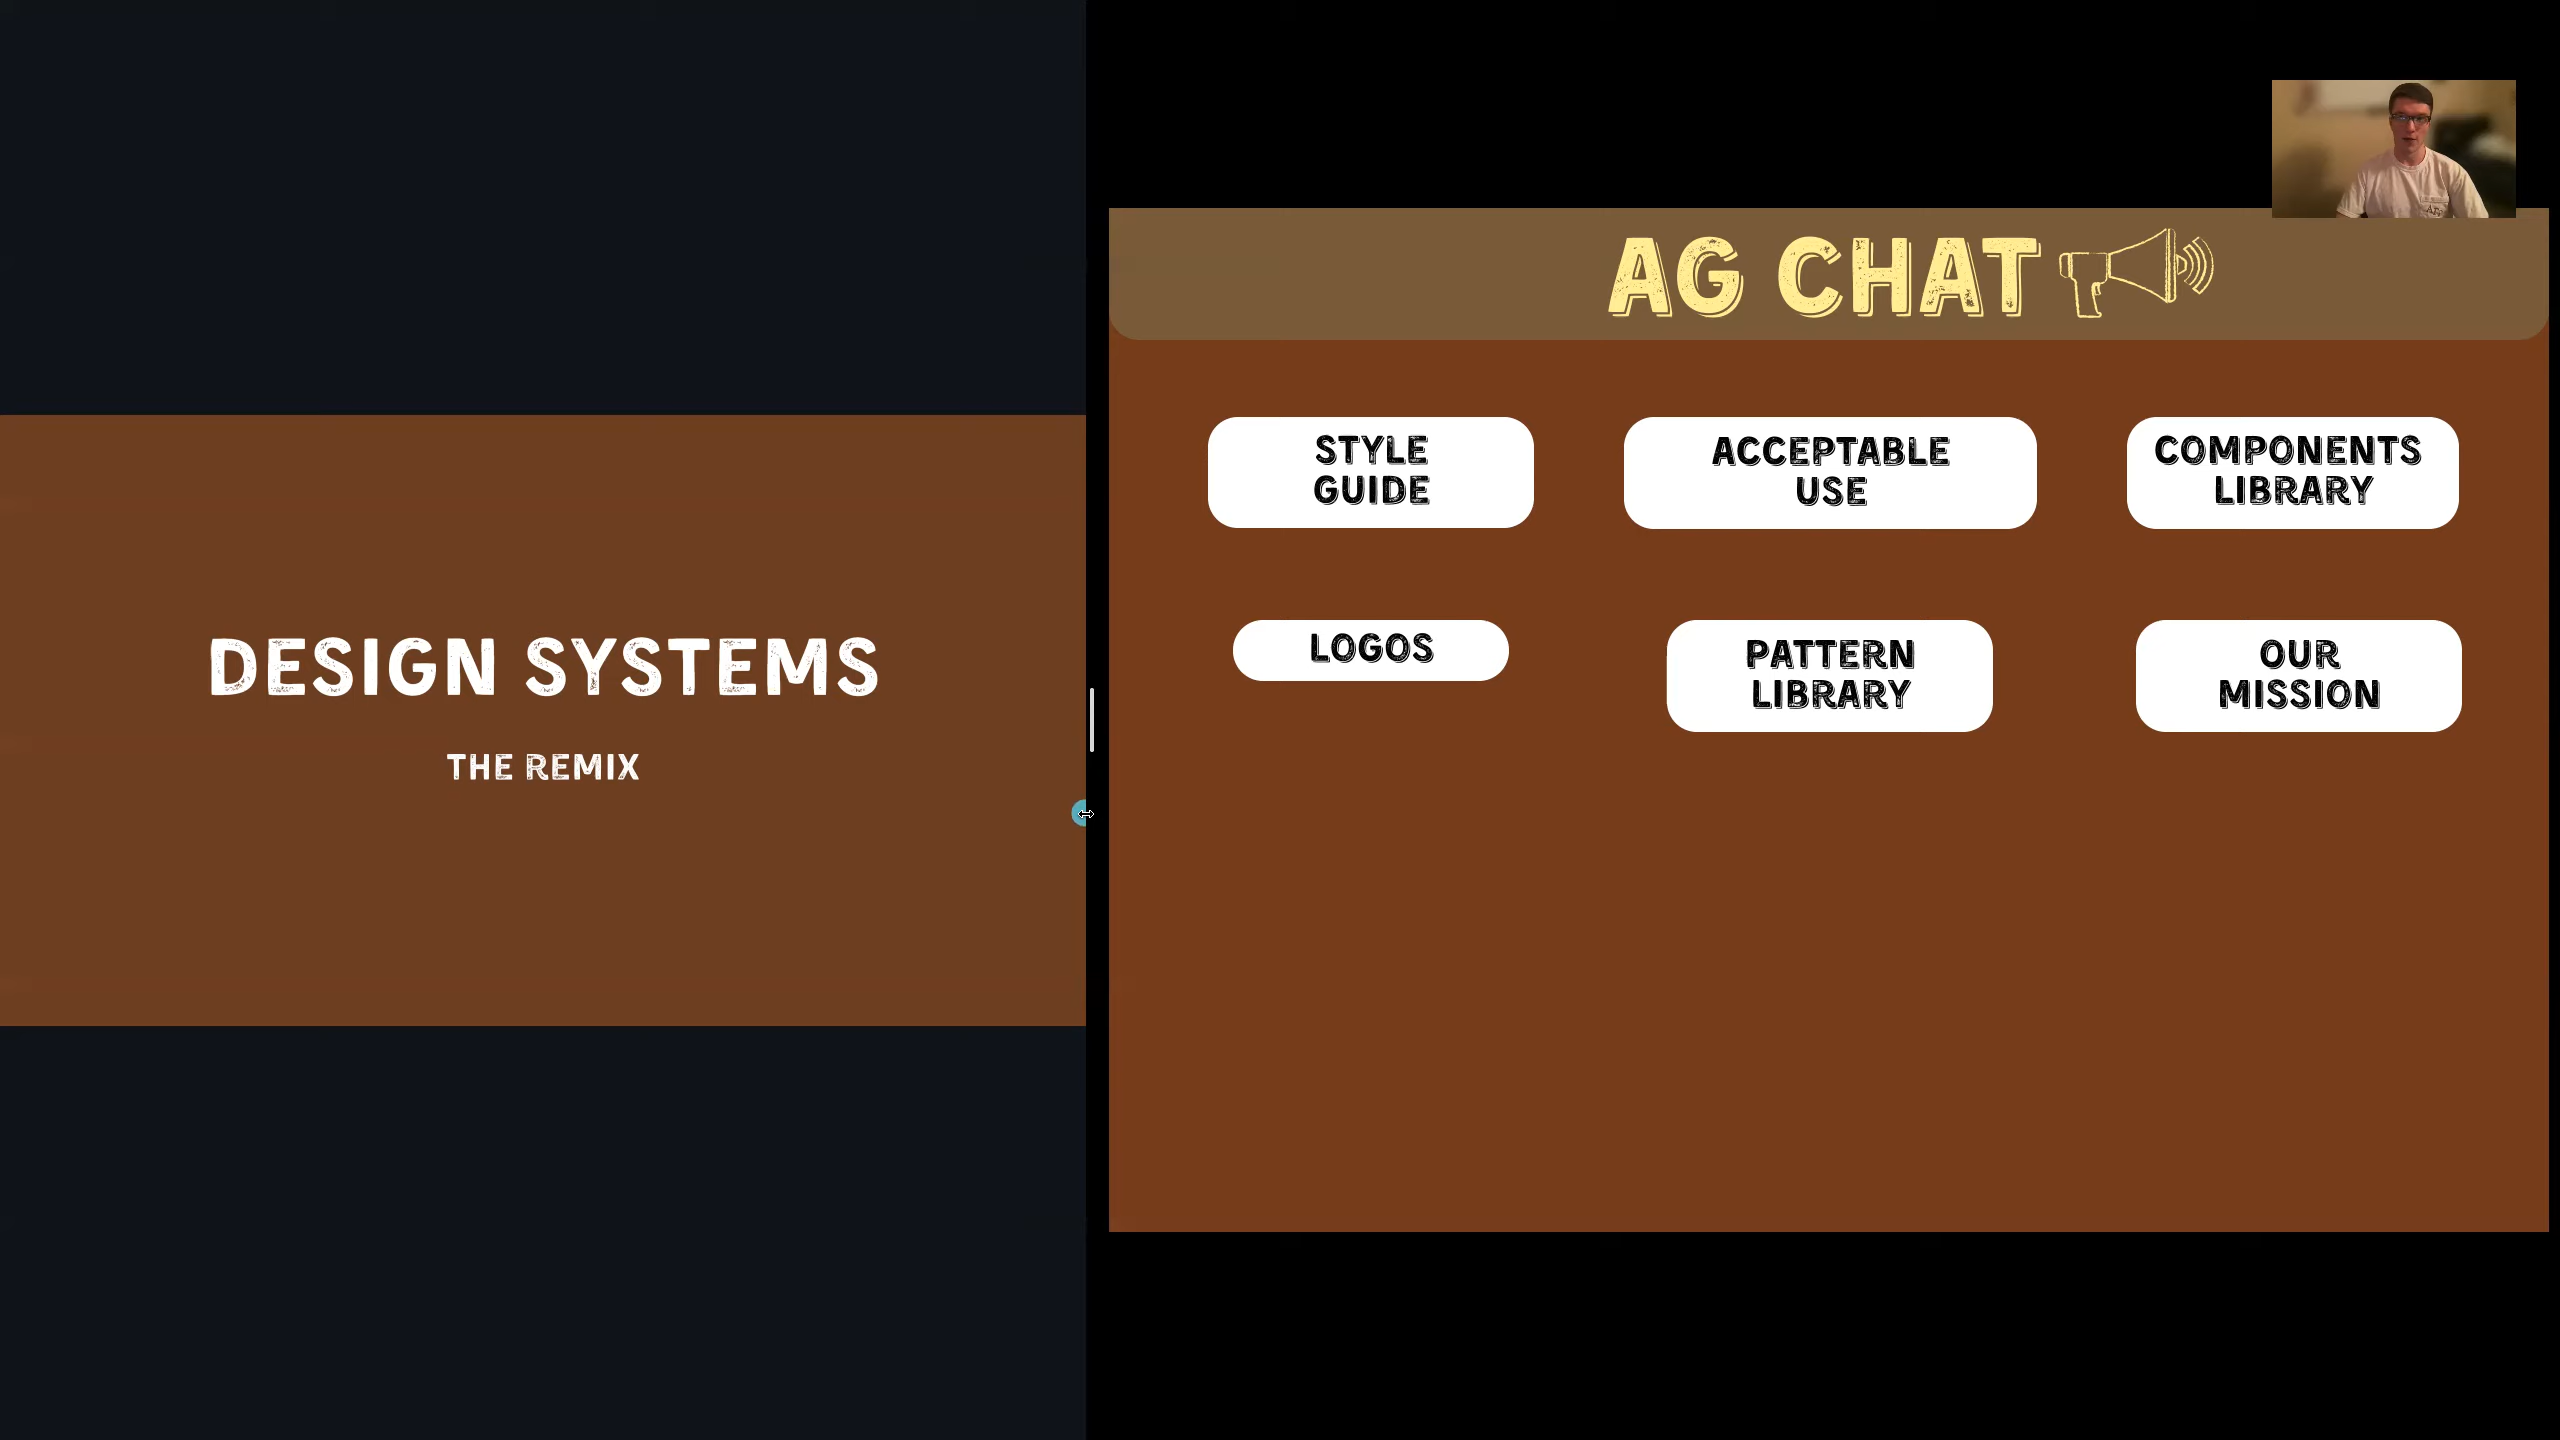 DESIGN SYSTEMS
THE REMIX
AG CHAT
STYLE
GUIDE
ACCEPTABLE
USE
COMPONENTS
LIBRARY
LOGOS
PATTERN
LIBRARY
OUR
MISSION